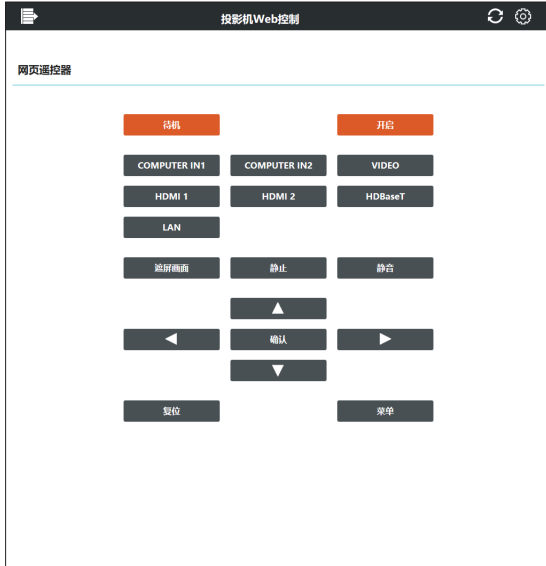 投影机Web控制
网页遥控器
待机 开启
COMPUTER IN1 COMPUTER IN2 VIDEO
HDMI 1 HDMI 2 HDBaseT
LAN
遮屏画面 静止 静音
确认
复位 菜单